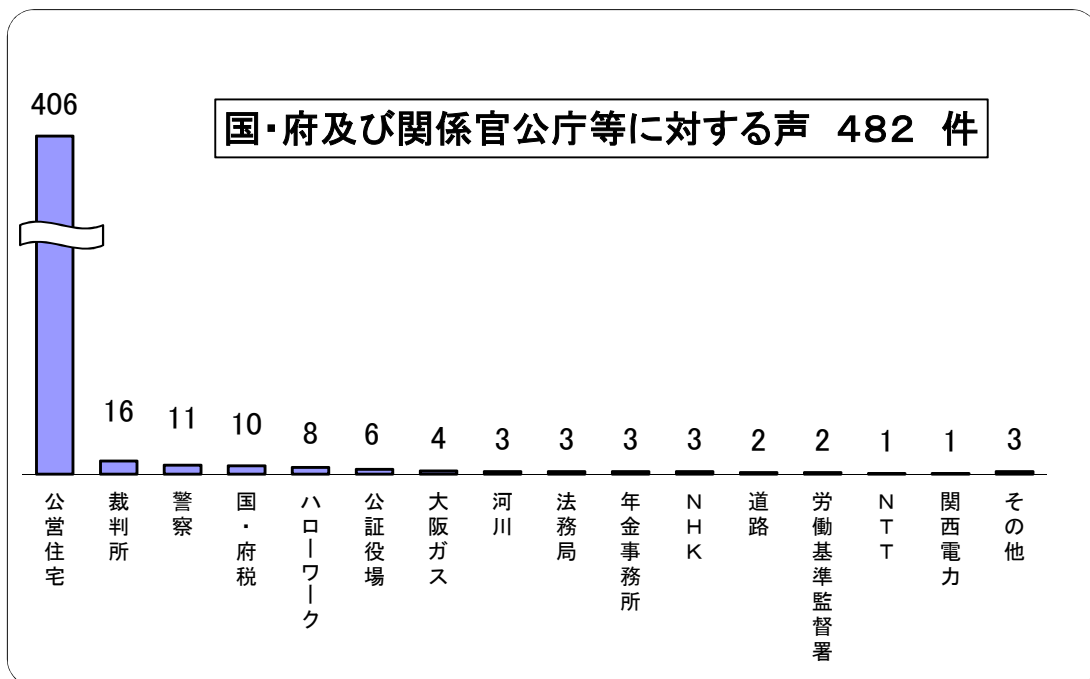 406
国・府及び関係官公庁等に対する声 482 件
16
11
10
8
6
4
3
3
3
3
2
2
1
1
3
公営住宅
裁判所
警察
国・府税
ハローワーク
公証役場
大阪ガス
河川
法務局
年金事務所
NHK
道路
労働基準監督署
NTT
関西電力
その他